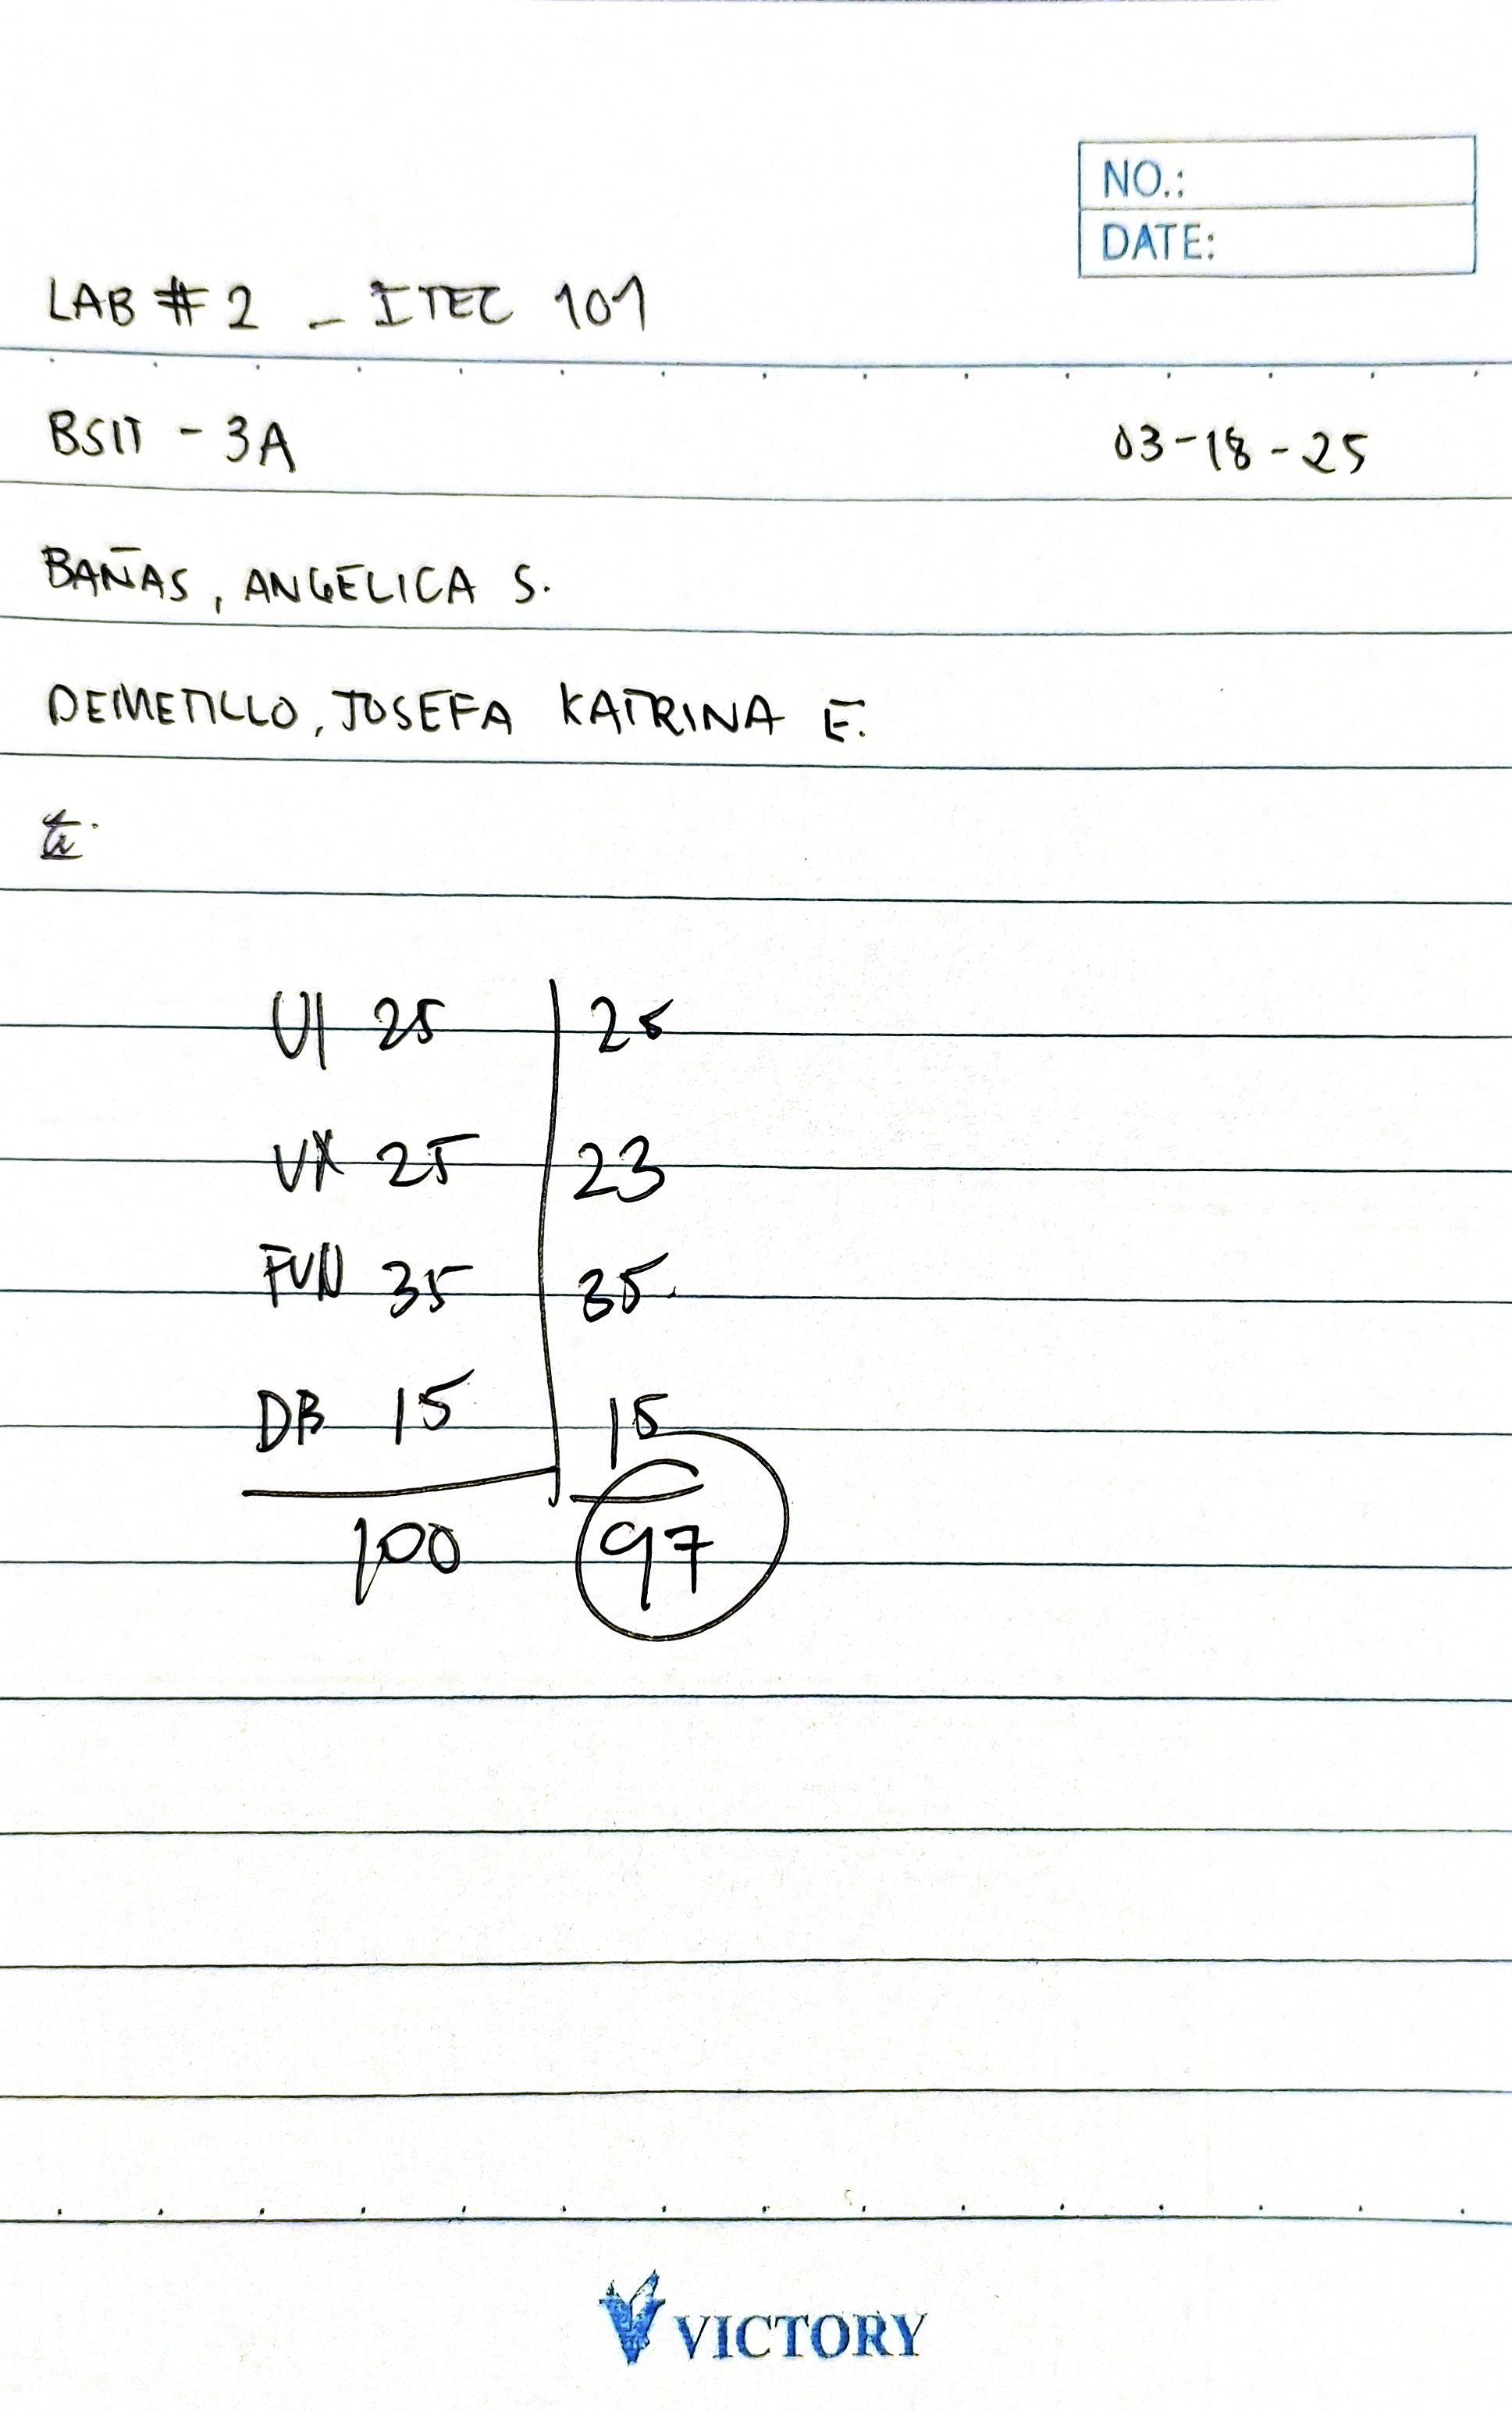 NO.:
DATE:
LAB # 2 - ITEC 101
BSIT - 3A 03-18-25
BAÑAS, ANGELICA S.
DEMETILLO, JOSEFA KATRINA E.
UI 25 | 25
UX 25 | 23
FUN 35 | 35
DB 15 | 15
100 97
VICTORY